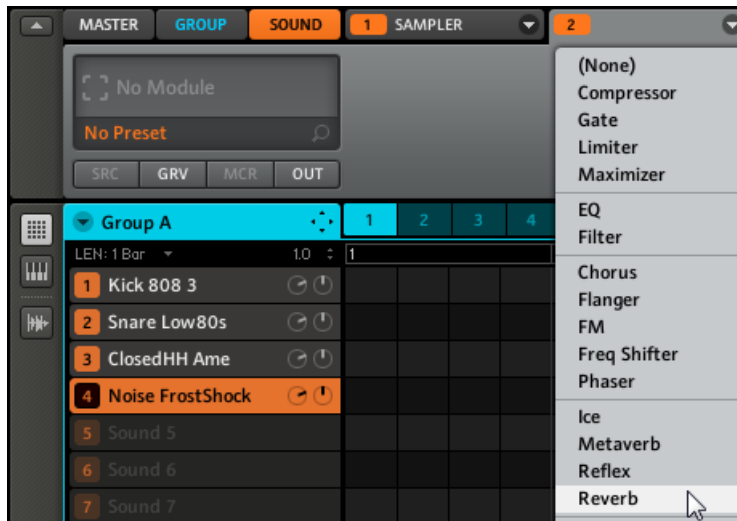 MASTER GROUP SOUND 1 SAMPLER 2
No Module
No Preset
SRC GRV MCR OUT
Group A 1 2 3 4
LEN: 1 Bar 1.0 1
1 Kick 808 3
2 Snare Low80s
3 ClosedHH Ame
4 Noise FrostShock
5 Sound 5
6 Sound 6
7 Sound 7
(None)
Compressor
Gate
Limiter
Maximizer
EQ
Filter
Chorus
Flanger
FM
Freq Shifter
Phaser
Ice
Metaverb
Reflex
Reverb